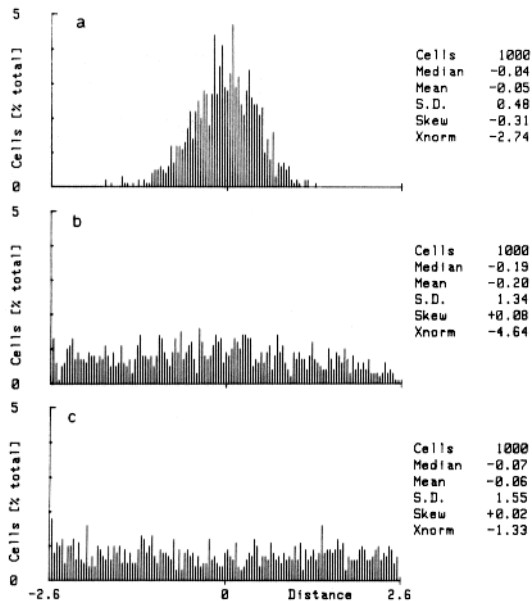 5
a
Cells [% total]
0
Cells 1000
Median -0.04
Mean -0.05
S.D. 0.48
Skew -0.31
Xnorm -2.74
5
b
Cells [% total]
0
Cells 1000
Median -0.19
Mean -0.20
S.D. 1.34
Skew +0.08
Xnorm -4.64
5
c
Cells [% total]
0
Cells 1000
Median -0.07
Mean -0.06
S.D. 1.55
Skew +0.02
Xnorm -1.33
-2.6 0 Distance 2.6